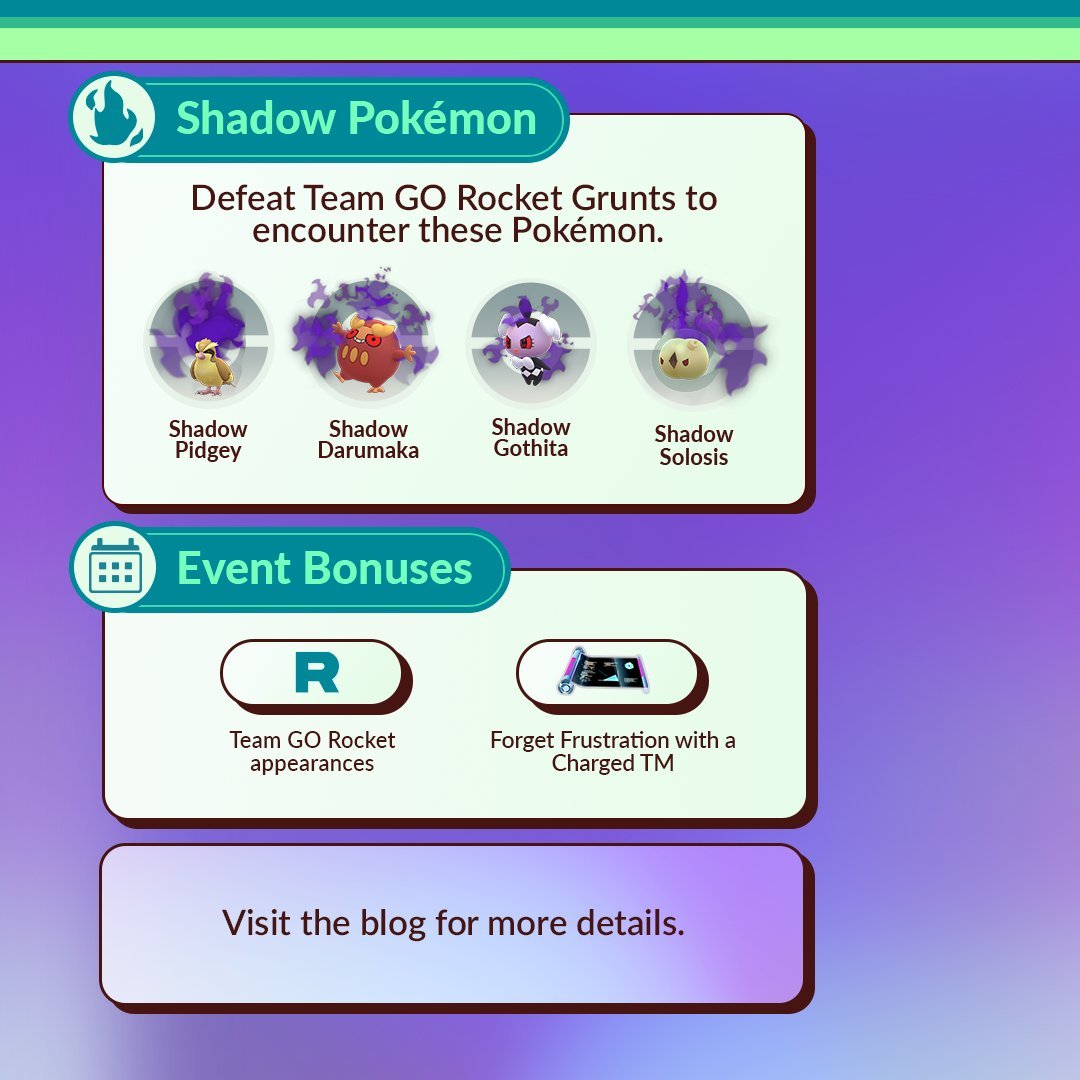 Shadow Pokémon
Defeat Team GO Rocket Grunts to
encounter these Pokémon.
Shadow
Pidgey
Shadow
Darumaka
Shadow
Gothita
Shadow
Solosis
Event Bonuses
R
Team GO Rocket
appearances
Forget Frustration with a
Charged TM
Visit the blog for more details.